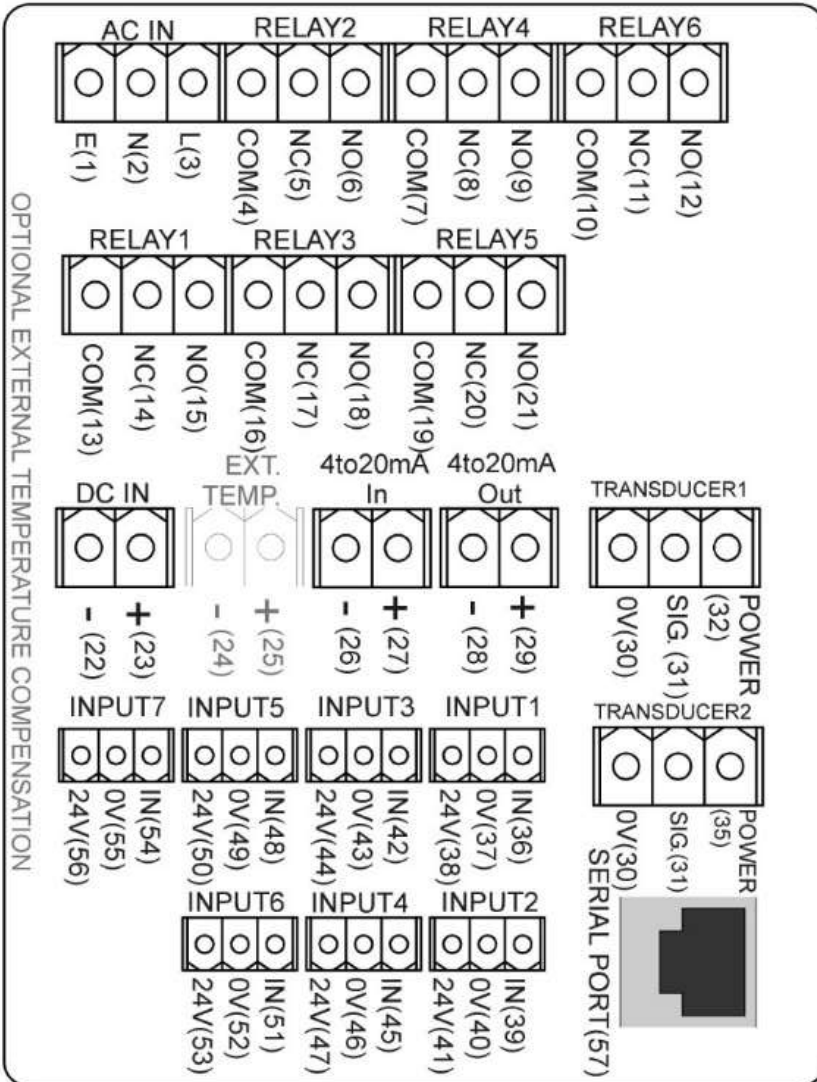 AC IN RELAY2 RELAY4 RELAY6
E(1) N(2) L(3) COM(4) NC(5) NO(6) COM(7) NC(8) NO(9) COM(10) NC(11) NO(12)
RELAY1 RELAY3 RELAY5
COM(13) NC(14) NO(15) COM(16) NC(17) NO(18) COM(19) NC(20) NO(21)
DC IN
EXT.
TEMP.
4to20mA
In
4to20mA
Out
TRANSDUCER1
- (22) +(23) - (24) +(25) - (26) +(27) - (28) +(29)
0V(30) SIG. (31) POWER
(32)
INPUT7 INPUT5 INPUT3 INPUT1 TRANSDUCER2
24V(56) 0V(55) IN(54) 24V(50) 0V(49) IN(48) 24V(44) 0V(43) IN(42) 24V(38) 0V(37) IN(36)
0V(30) SIG.(31) POWER
(35)
INPUT6 INPUT4 INPUT2
24V(53) 0V(52) IN(51) 24V(47) 0V(46) IN(45) 24V(41) 0V(40) IN(39)
SERIAL PORT(57)
OPTIONAL EXTERNAL TEMPERATURE COMPENSATION